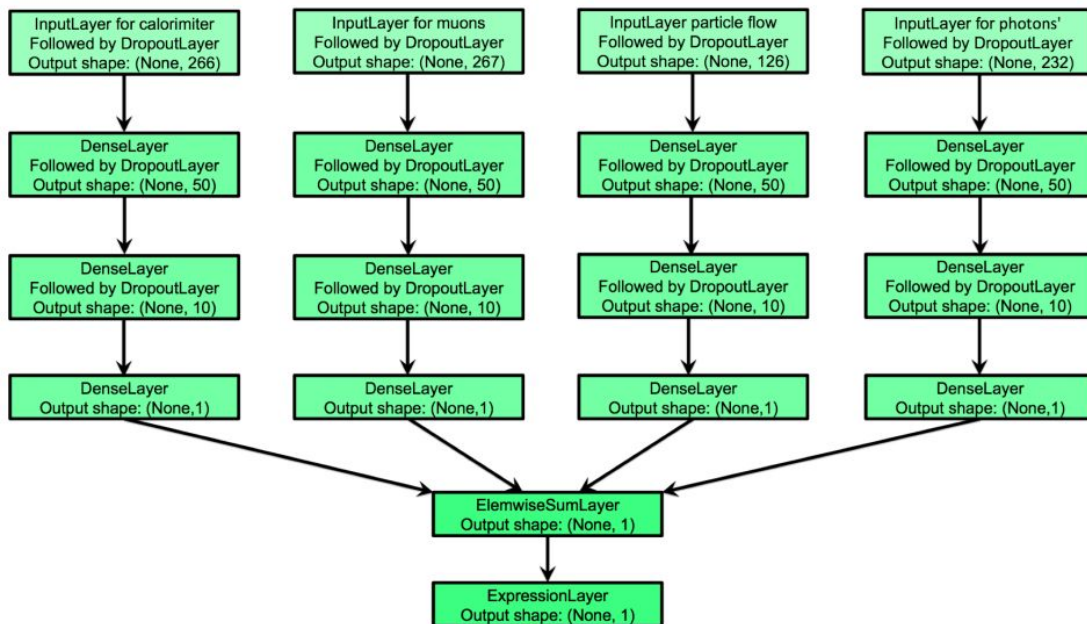 InputLayer for calorimiter
Followed by DropoutLayer
Output shape: (None, 266)
InputLayer for muons
Followed by DropoutLayer
Output shape: (None, 267)
InputLayer particle flow
Followed by DropoutLayer
Output shape: (None, 126)
InputLayer for photons'
Followed by DropoutLayer
Output shape: (None, 232)
DenseLayer
Followed by DropoutLayer
Output shape: (None, 50)
DenseLayer
Followed by DropoutLayer
Output shape: (None, 50)
DenseLayer
Followed by DropoutLayer
Output shape: (None, 50)
DenseLayer
Followed by DropoutLayer
Output shape: (None, 50)
DenseLayer
Followed by DropoutLayer
Output shape: (None, 10)
DenseLayer
Followed by DropoutLayer
Output shape: (None, 10)
DenseLayer
Followed by DropoutLayer
Output shape: (None, 10)
DenseLayer
Followed by DropoutLayer
Output shape: (None, 10)
DenseLayer
Output shape: (None,1)
DenseLayer
Output shape: (None,1)
DenseLayer
Output shape: (None,1)
DenseLayer
Output shape: (None,1)
ElemwiseSumLayer
Output shape: (None, 1)
ExpressionLayer
Output shape: (None, 1)